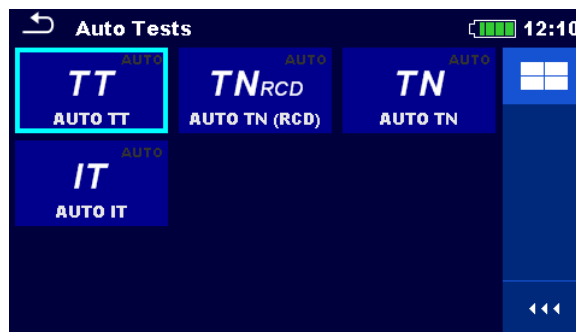 Auto Tests 12:10
AUTO AUTO AUTO
TT TNRCD TN
AUTO TT AUTO TN (RCD) AUTO TN
AUTO
IT
AUTO IT